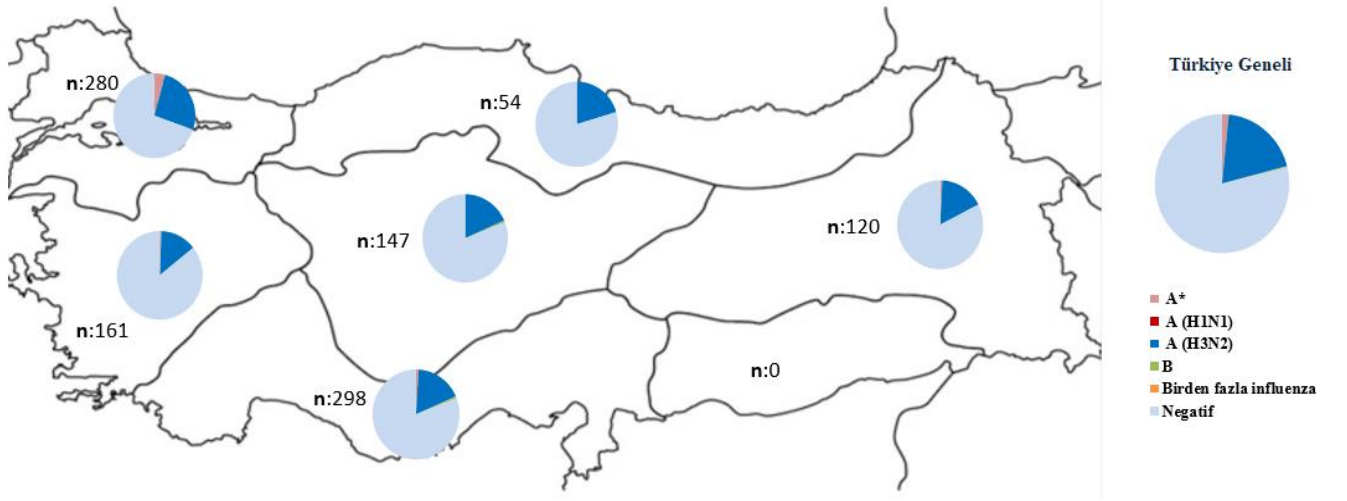 n:280
n:54
n:147
n:120
n:161
n:298
n:0
Türkiye Geneli
A*
A (H1N1)
A (H3N2)
B
Birden fazla influenza
Negatif